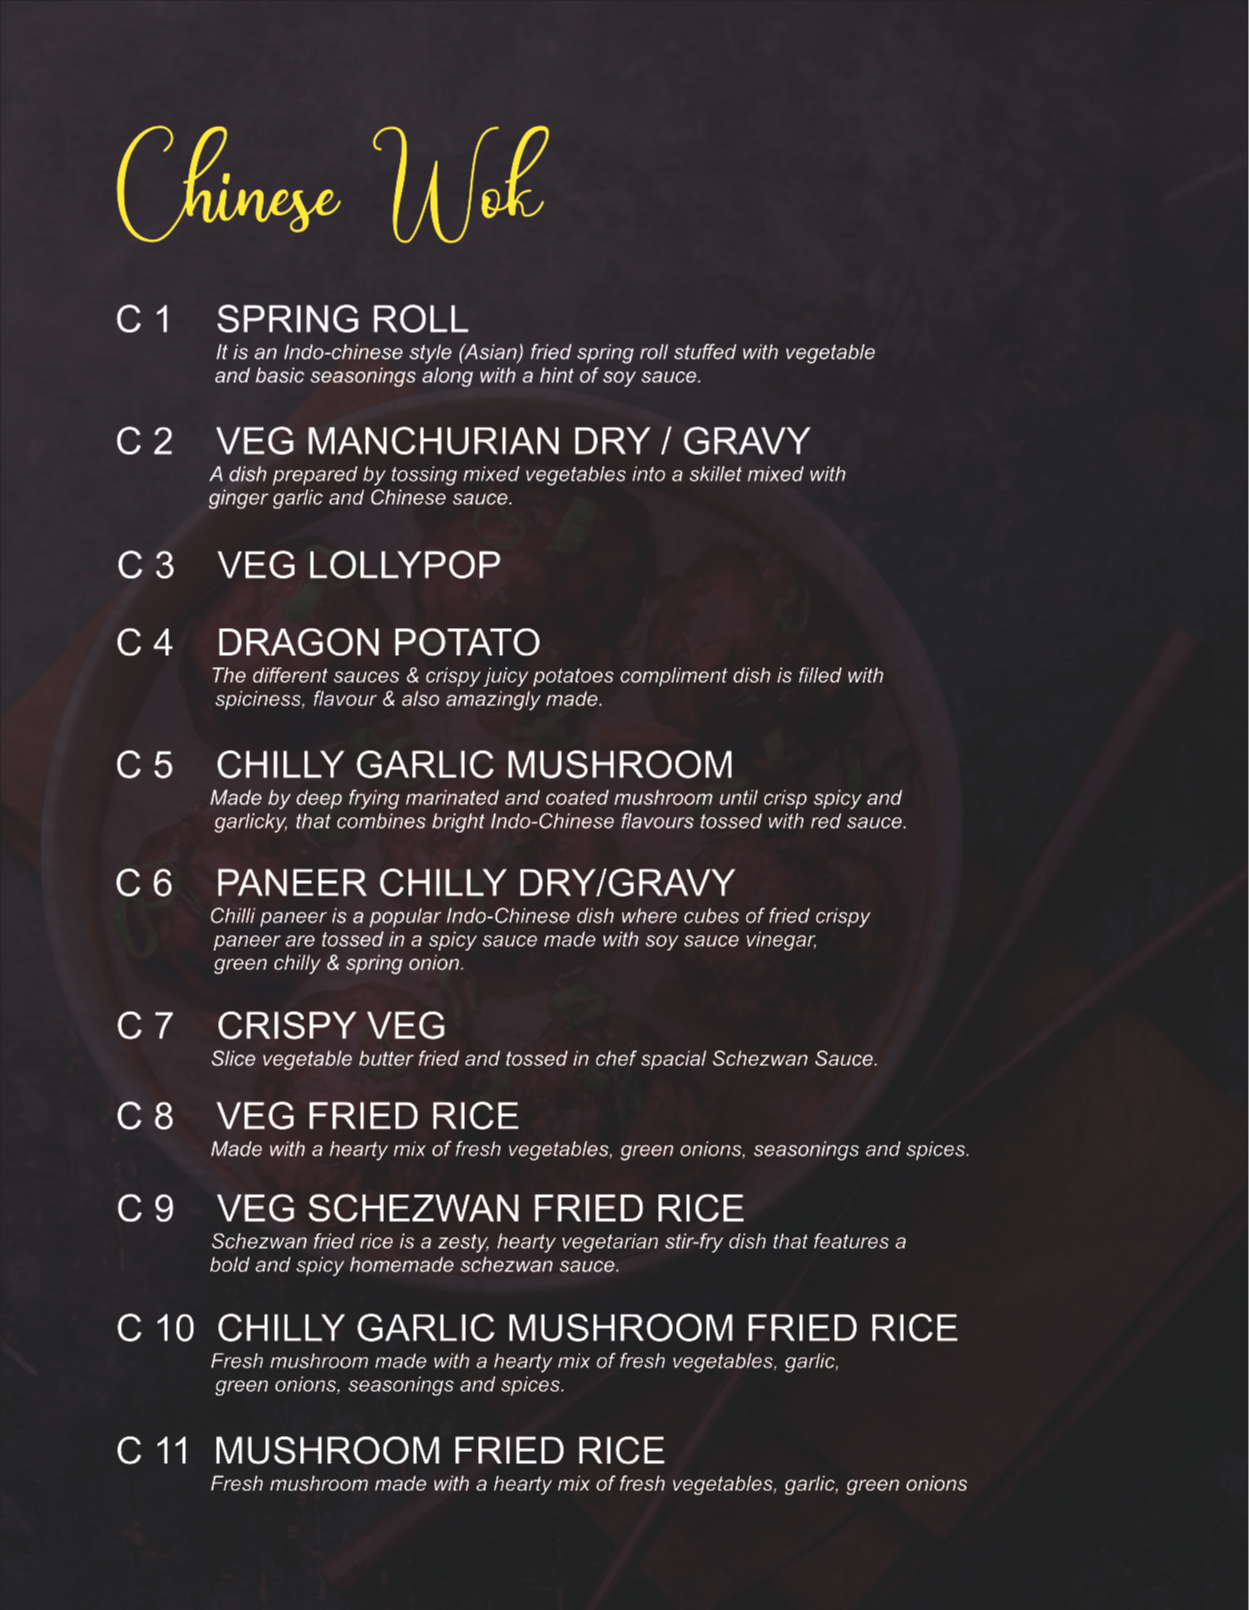 Chinese Wok
C 1 SPRING ROLL
It is an Indo-chinese style (Asian) fried spring roll stuffed with vegetable
and basic seasonings along with a hint of soy sauce.
C 2 VEG MANCHURIAN DRY / GRAVY
A dish prepared by tossing mixed vegetables into a skillet mixed with
ginger garlic and Chinese sauce.
C 3 VEG LOLLYPOP
C 4 DRAGON POTATO
The different sauces & crispy juicy potatoes compliment dish is filled with
spiciness, flavour & also amazingly made.
C 5 CHILLY GARLIC MUSHROOM
Made by deep frying marinated and coated mushroom until crisp spicy and
garlicky, that combines bright Indo-Chinese flavours tossed with red sauce.
C 6 PANEER CHILLY DRY/GRAVY
Chilli paneer is a popular Indo-Chinese dish where cubes of fried crispy
paneer are tossed in a spicy sauce made with soy sauce vinegar,
green chilly & spring onion.
C 7 CRISPY VEG
Slice vegetable butter fried and tossed in chef spacial Schezwan Sauce.
C 8 VEG FRIED RICE
Made with a hearty mix of fresh vegetables, green onions, seasonings and spices.
C 9 VEG SCHEZWAN FRIED RICE
Schezwan fried rice is a zesty, hearty vegetarian stir-fry dish that features a
bold and spicy homemade schezwan sauce.
C 10 CHILLY GARLIC MUSHROOM FRIED RICE
Fresh mushroom made with a hearty mix of fresh vegetables, garlic,
green onions, seasonings and spices.
C 11 MUSHROOM FRIED RICE
Fresh mushroom made with a hearty mix of fresh vegetables, garlic, green onions